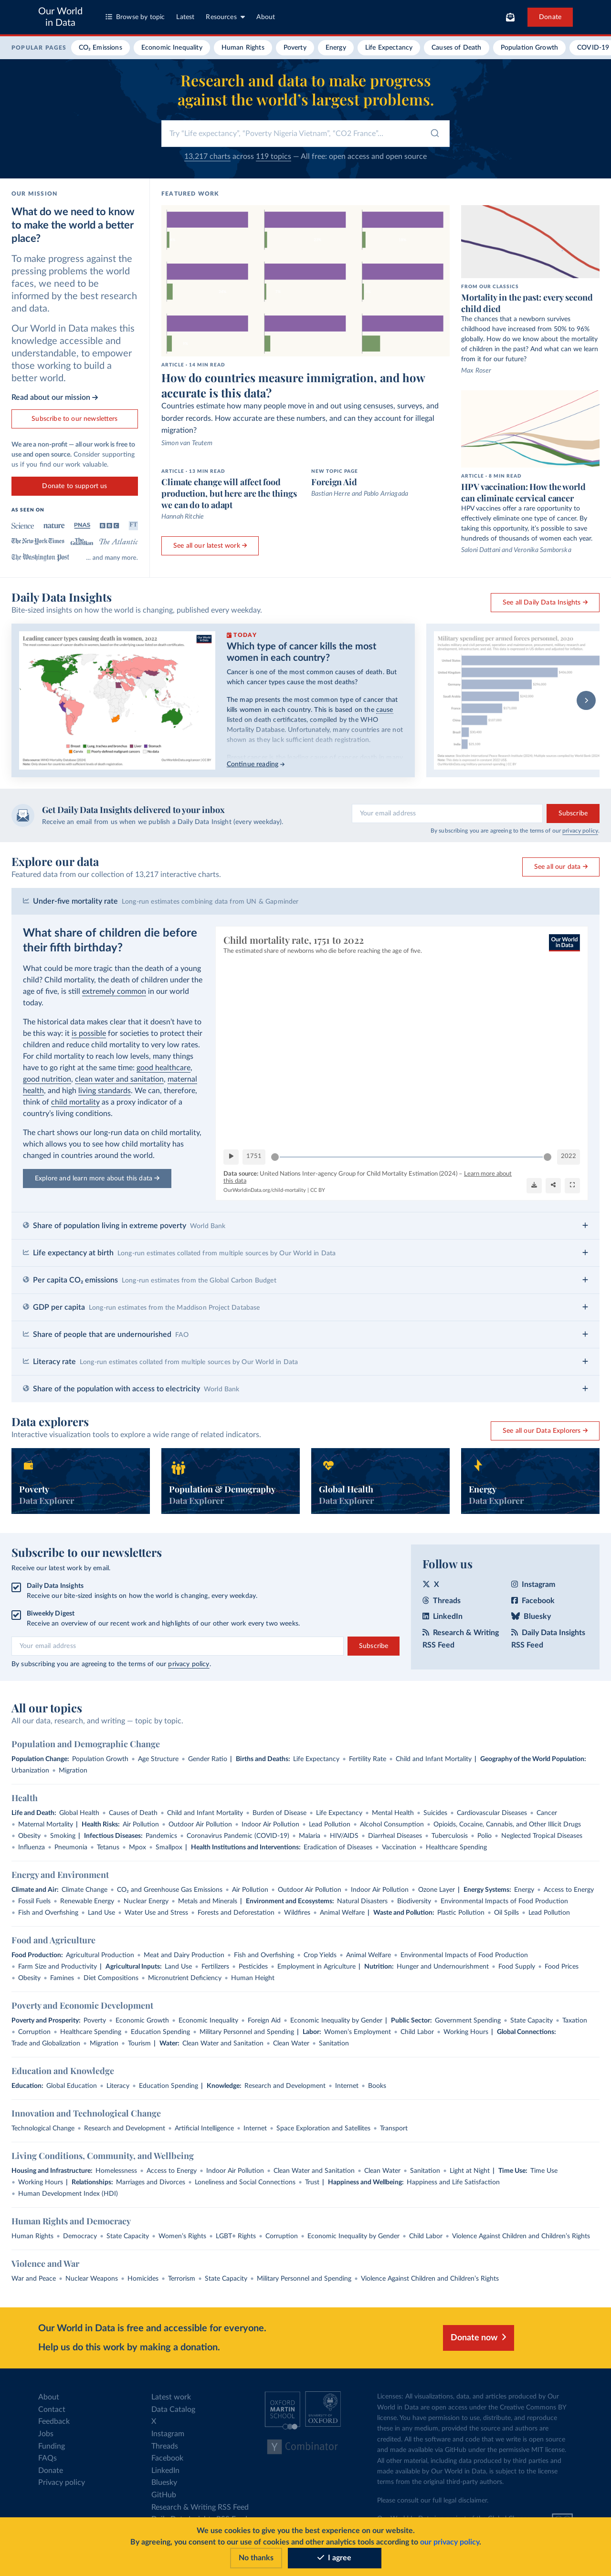 Our World
in Data
Browse by topic
Latest
Resources
About
Donate
POPULAR PAGES
CO₂ Emissions
Economic Inequality
Human Rights
Poverty
Energy
Life Expectancy
Causes of Death
Population Growth
COVID-19
Research and data to make progress
against the world's largest problems.
Try "Life expectancy", "Poverty Nigeria Vietnam", "CO2 France"...
13,217 charts across 119 topics — All free: open access and open source
OUR MISSION
What do we need to know
to make the world a better
place?
To make progress against the
pressing problems the world
faces, we need to be
informed by the best research
and data.
Our World in Data makes this
knowledge accessible and
understandable, to empower
those working to build a
better world.
Read about our mission →
Subscribe to our newsletters
We are a non-profit — all our work is free to
use and open source. Consider supporting
us if you find our work valuable.
Donate to support us
AS SEEN ON
Science
nature
PNAS
BBC
FT
The New York Times
The Guardian
The Atlantic
The Washington Post
... and many more.
FEATURED WORK
ARTICLE · 14 MIN READ
How do countries measure immigration, and how
accurate is this data?
Counties estimate how many people move in and out using censuses, surveys, and
border records. How accurate are these numbers, and can they account for illegal
migration?
Simon van Teutem
ARTICLE · 13 MIN READ
Climate change will affect food
production, but here are the things
we can do to adapt
Hannah Ritchie
NEW TOPIC PAGE
Foreign Aid
Bastian Herre and Pablo Arriagada
See all our latest work →
FROM OUR CLASSICS
Mortality in the past: every second
child died
The chances that a newborn survives
childhood have increased from 50% to 96%
globally. How do we know about the mortality
of children in the past? And what can we learn
from it for our future?
Max Roser
ARTICLE · 8 MIN READ
HPV vaccination: How the world
can eliminate cervical cancer
HPV vaccines offer a rare opportunity to
effectively eliminate one type of cancer. By
taking this opportunity, it's possible to save
hundreds of thousands of women each year.
Saloni Dattani and Veronika Samborska
Daily Data Insights
Bite-sized insights on how the world is changing, published every weekday.
See all Daily Data Insights →
Leading cancer types causing death in women, 2022
TODAY
Which type of cancer kills the most
women in each country?
Cancer is one of the most common causes of death. But
which cancer types cause the most deaths?
The map presents the most common type of cancer that
kills women in each country. This is based on the cause
listed on death certificates, compiled by the WHO
Mortality Database. Unfortunately, many countries are not
shown as they lack sufficient death registration.
Continue reading →
Military spending per armed forces personnel, 2020
Get Daily Data Insights delivered to your inbox
Receive an email from us when we publish a Daily Data Insight (every weekday).
Your email address
Subscribe
By subscribing you are agreeing to the terms of our privacy policy.
Explore our data
Featured data from our collection of 13,217 interactive charts.
See all our data →
Under-five mortality rate Long-run estimates combining data from UN & Gapminder
What share of children die before
their fifth birthday?
What could be more tragic than the death of a young
child? Child mortality, the death of children under the
age of five, is still extremely common in our world
today.
The historical data makes clear that it doesn't have to
be this way: it is possible for societies to protect their
children and reduce child mortality to very low rates.
For child mortality to reach low levels, many things
have to go right at the same time: good healthcare,
good nutrition, clean water and sanitation, maternal
health, and high living standards. We can, therefore,
think of child mortality as a proxy indicator of a
country's living conditions.
The chart shows our long-run data on child mortality,
which allows you to see how child mortality has
changed in countries around the world.
Explore and learn more about this data →
Child mortality rate, 1751 to 2022
The estimated share of newborns who die before reaching the age of five.
Our World
in Data
1751
2022
Data source: United Nations Inter-agency Group for Child Mortality Estimation (2024) – Learn more about
this data
OurWorldinData.org/child-mortality | CC BY
Share of population living in extreme poverty World Bank
Life expectancy at birth Long-run estimates collated from multiple sources by Our World in Data
Per capita CO₂ emissions Long-run estimates from the Global Carbon Budget
GDP per capita Long-run estimates from the Maddison Project Database
Share of people that are undernourished FAO
Literacy rate Long-run estimates collated from multiple sources by Our World in Data
Share of the population with access to electricity World Bank
Data explorers
Interactive visualization tools to explore a wide range of related indicators.
See all our Data Explorers →
Poverty
Data Explorer
Population & Demography
Data Explorer
Global Health
Data Explorer
Energy
Data Explorer
Subscribe to our newsletters
Receive our latest work by email.
Daily Data Insights
Receive our bite-sized insights on how the world is changing, every weekday.
Biweekly Digest
Receive an overview of our recent work and highlights of our other work every two weeks.
Your email address
Subscribe
By subscribing you are agreeing to the terms of our privacy policy.
Follow us
X
Instagram
Threads
Facebook
LinkedIn
Bluesky
Research & Writing
RSS Feed
Daily Data Insights
RSS Feed
All our topics
All our data, research, and writing — topic by topic.
Population and Demographic Change
Population Change: Population Growth • Age Structure • Gender Ratio | Births and Deaths: Life Expectancy • Fertility Rate • Child and Infant Mortality | Geography of the World Population:
Urbanization • Migration
Health
Life and Death: Global Health • Causes of Death • Child and Infant Mortality • Burden of Disease • Life Expectancy • Mental Health • Suicides • Cardiovascular Diseases • Cancer
• Maternal Mortality | Health Risks: Air Pollution • Outdoor Air Pollution • Indoor Air Pollution • Lead Pollution • Alcohol Consumption • Opioids, Cocaine, Cannabis, and Other Illicit Drugs
• Obesity • Smoking | Infectious Diseases: Pandemics • Coronavirus Pandemic (COVID-19) • Malaria • HIV/AIDS • Diarrheal Diseases • Tuberculosis • Polio • Neglected Tropical Diseases
• Influenza • Pneumonia • Tetanus • Mpox • Smallpox | Health Institutions and Interventions: Eradication of Diseases • Vaccination • Healthcare Spending
Energy and Environment
Climate and Air: Climate Change • CO₂ and Greenhouse Gas Emissions • Air Pollution • Outdoor Air Pollution • Indoor Air Pollution • Ozone Layer | Energy Systems: Energy • Access to Energy
• Fossil Fuels • Renewable Energy • Nuclear Energy • Metals and Minerals | Environment and Ecosystems: Natural Disasters • Biodiversity • Environmental Impacts of Food Production
• Fish and Overfishing • Land Use • Water Use and Stress • Forests and Deforestation • Wildfires • Animal Welfare | Waste and Pollution: Plastic Pollution • Oil Spills • Lead Pollution
Food and Agriculture
Food Production: Agricultural Production • Meat and Dairy Production • Fish and Overfishing • Crop Yields • Animal Welfare • Environmental Impacts of Food Production
• Farm Size and Productivity | Agricultural Inputs: Land Use • Fertilizers • Pesticides • Employment in Agriculture | Nutrition: Hunger and Undernourishment • Food Supply • Food Prices
• Obesity • Famines • Diet Compositions • Micronutrient Deficiency • Human Height
Poverty and Economic Development
Poverty and Prosperity: Poverty • Economic Growth • Economic Inequality • Foreign Aid • Economic Inequality by Gender | Public Sector: Government Spending • State Capacity • Taxation
• Corruption • Healthcare Spending • Education Spending • Military Personnel and Spending | Labor: Women's Employment • Child Labor • Working Hours | Global Connections:
Trade and Globalization • Migration • Tourism | Water: Clean Water and Sanitation • Clean Water • Sanitation
Education and Knowledge
Education: Global Education • Literacy • Education Spending | Knowledge: Research and Development • Internet • Books
Innovation and Technological Change
Technological Change • Research and Development • Artificial Intelligence • Internet • Space Exploration and Satellites • Transport
Living Conditions, Community, and Wellbeing
Housing and Infrastructure: Homelessness • Access to Energy • Indoor Air Pollution • Clean Water and Sanitation • Clean Water • Sanitation • Light at Night | Time Use: Time Use
• Working Hours | Relationships: Marriages and Divorces • Loneliness and Social Connections • Trust | Happiness and Wellbeing: Happiness and Life Satisfaction
• Human Development Index (HDI)
Human Rights and Democracy
Human Rights • Democracy • State Capacity • Women's Rights • LGBT+ Rights • Corruption • Economic Inequality by Gender • Child Labor • Violence Against Children and Children's Rights
Violence and War
War and Peace • Nuclear Weapons • Homicides • Terrorism • State Capacity • Military Personnel and Spending • Violence Against Children and Children's Rights
Our World in Data is free and accessible for everyone.
Help us do this work by making a donation.
Donate now
About
Contact
Feedback
Jobs
Funding
FAQs
Donate
Privacy policy
Latest work
Data Catalog
X
Instagram
Threads
Facebook
LinkedIn
Bluesky
GitHub
Research & Writing RSS Feed
OXFORD
MARTIN
SCHOOL
UNIVERSITY OF
OXFORD
Y Combinator
Licenses: All visualizations, data, and articles produced by Our
World in Data are open access under the Creative Commons BY
license. You have permission to use, distribute, and reproduce
these in any medium, provided the source and authors are
credited. All the software and code that we write is open source
and made available via GitHub under the permissive MIT license.
All other material, including data produced by third parties and
made available by Our World in Data, is subject to the license
terms from the original third-party authors.
Please consult our full legal disclaimer.
We use cookies to give you the best experience on our website.
By agreeing, you consent to our use of cookies and other analytics tools according to our privacy policy.
No thanks
I agree